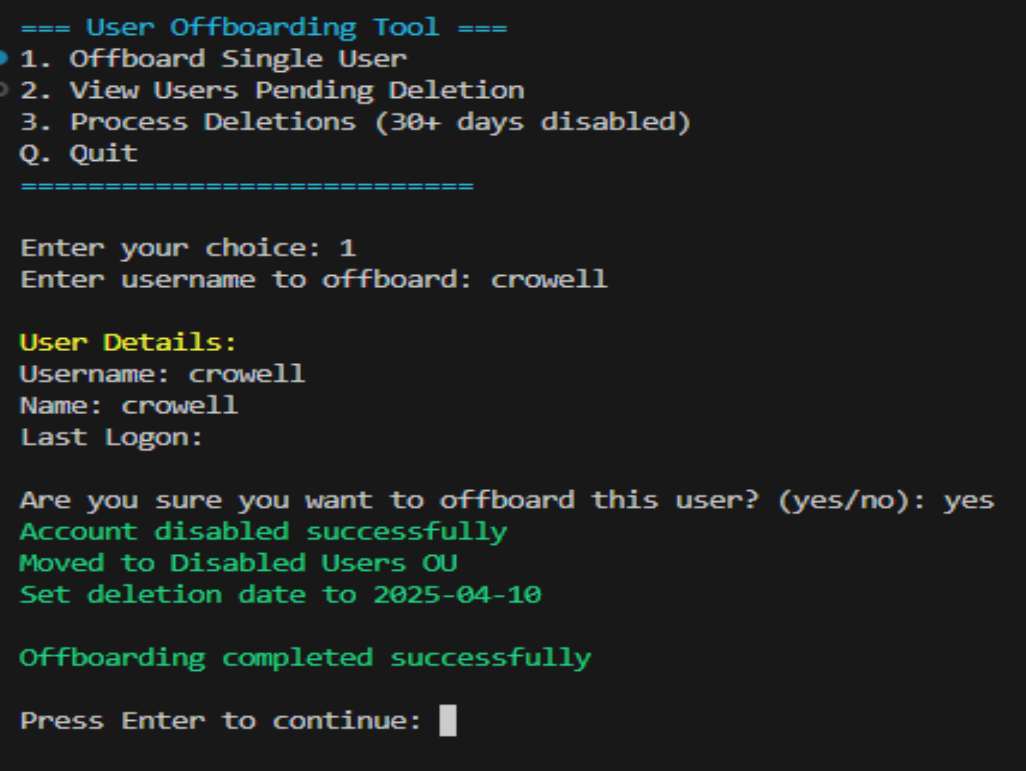 === User Offboarding Tool ===
1. Offboard Single User
2. View Users Pending Deletion
3. Process Deletions (30+ days disabled)
Q. Quit
===========================
Enter your choice: 1
Enter username to offboard: crowell
User Details:
Username: crowell
Name: crowell
Last Logon:
Are you sure you want to offboard this user? (yes/no): yes
Account disabled successfully
Moved to Disabled Users OU
Set deletion date to 2025-04-10
Offboarding completed successfully
Press Enter to continue: